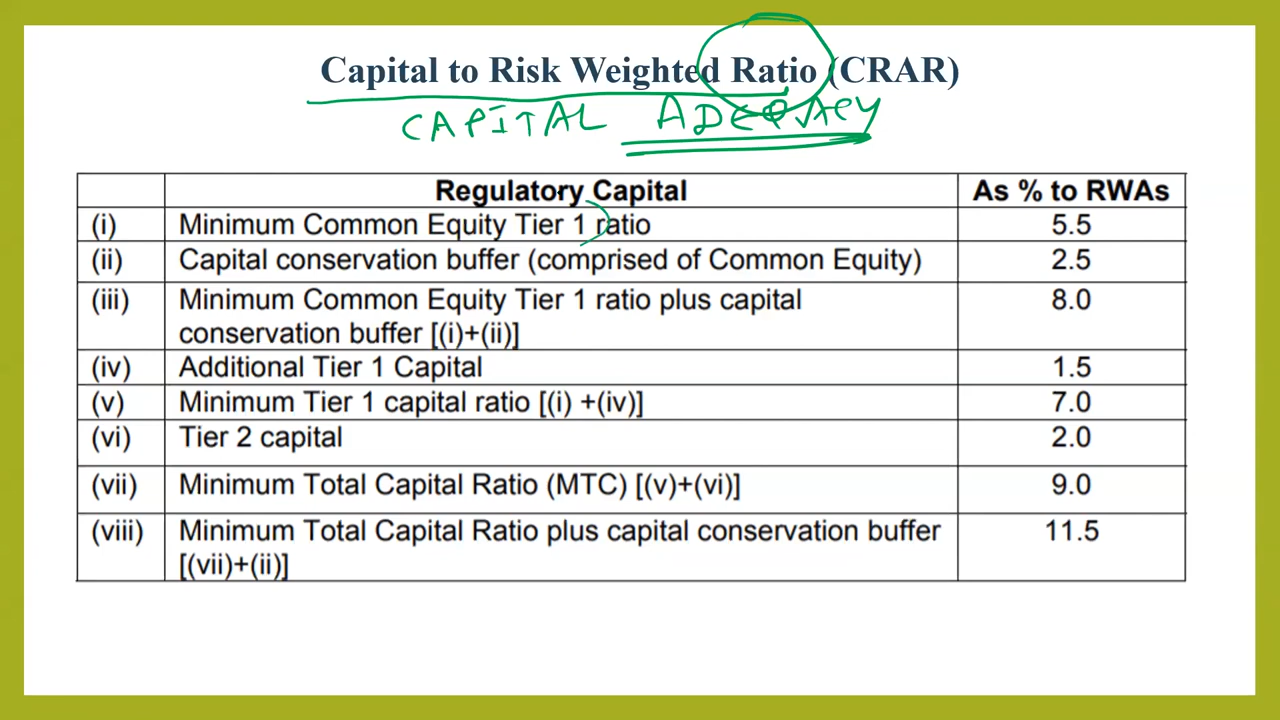 Capital to Risk Weighted Ratio (CRAR)
CAPITAL ADEQUACY
Regulatory Capital As % to RWAs
(i) Minimum Common Equity Tier 1 ratio 5.5
(ii) Capital conservation buffer (comprised of Common Equity) 2.5
(iii) Minimum Common Equity Tier 1 ratio plus capital 8.0
conservation buffer [(i)+(ii)]
(iv) Additional Tier 1 Capital 1.5
(v) Minimum Tier 1 capital ratio [(i) +(iv)] 7.0
(vi) Tier 2 capital 2.0
(vii) Minimum Total Capital Ratio (MTC) [(v)+(vi)] 9.0
(viii) Minimum Total Capital Ratio plus capital conservation buffer 11.5
[(vii)+(ii)]